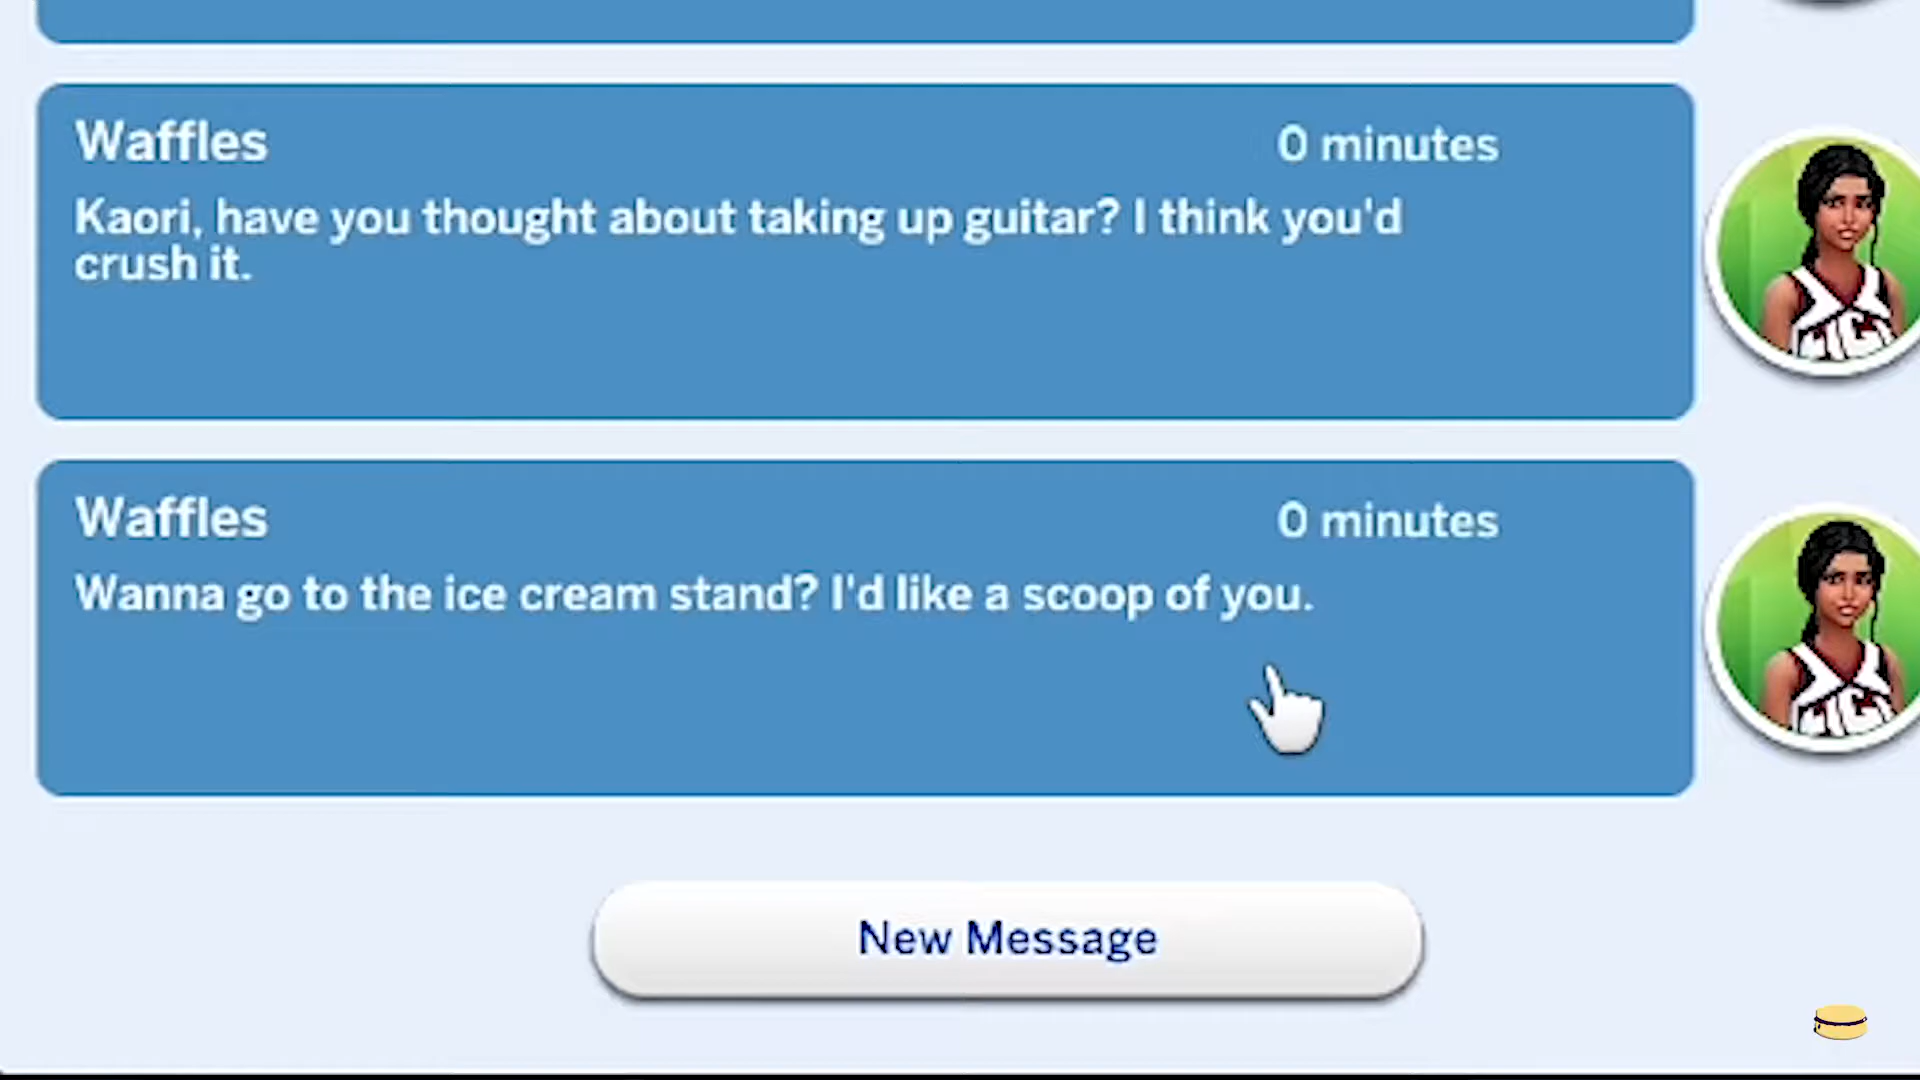 Waffles
0 minutes
Kaori, have you thought about taking up guitar? I think you'd
crush it.
Waffles
0 minutes
Wanna go to the ice cream stand? I'd like a scoop of you.
New Message